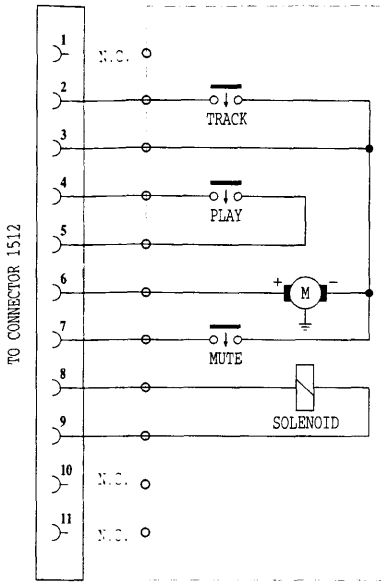 1 N.C.
2
TRACK
3
4
PLAY
5
6 + M -
7
MUTE
8
SOLENOID
9
10 N.C.
11 N.C.
TO CONNECTOR 1512